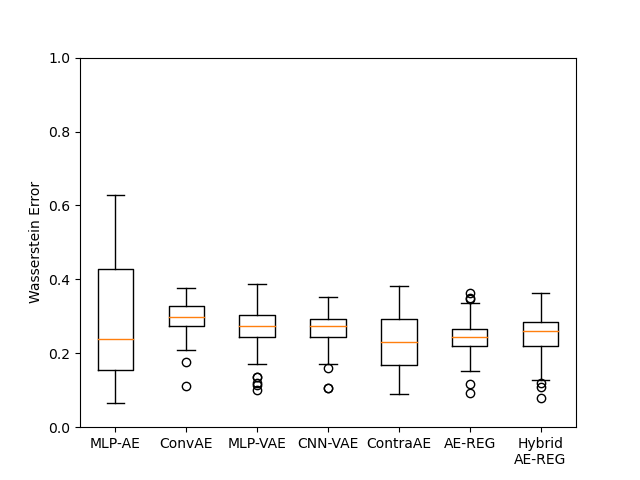 1.0
0.8
0.6
0.4
0.2
0.0
Wasserstein Error
MLP-AE
ConvAE
MLP-VAE
CNN-VAE
ContraAE
AE-REG
Hybrid
AE-REG